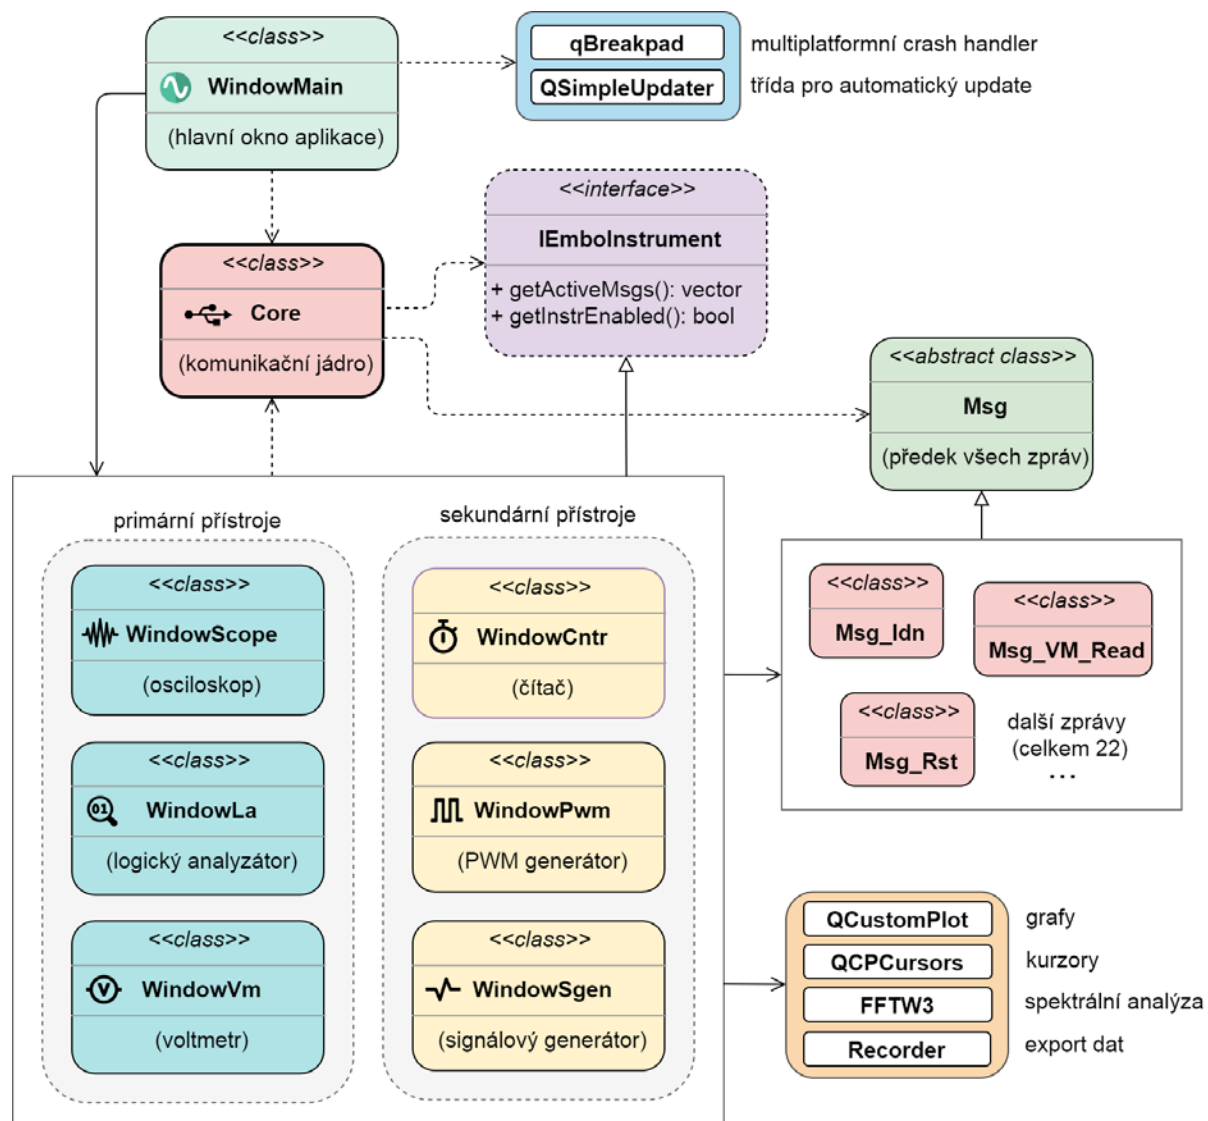 <<class>>
WindowMain
(hlavní okno aplikace)
qBreakpad
multiplatformní crash handler
QSimpleUpdater
třída pro automatický update
<<interface>>
IEmboInstrument
+ getActiveMsgs(): vector
+ getInstrEnabled(): bool
<<class>>
Core
(komunikační jádro)
<<abstract class>>
Msg
(předek všech zpráv)
primární přístroje
<<class>>
WindowScope
(osciloskop)
<<class>>
01
WindowLa
(logický analyzátor)
<<class>>
V
WindowVm
(voltmetr)
sekundární přístroje
<<class>>
WindowCntr
(čítač)
<<class>>
WindowPwm
(PWM generátor)
<<class>>
WindowSgen
(signálový generátor)
<<class>>
Msg_Idn
<<class>>
Msg_VM_Read
<<class>>
Msg_Rst
další zprávy
(celkem 22)
...
QCustomPlot
grafy
QCPCursors
kurzory
FFTW3
spektrální analýza
Recorder
export dat